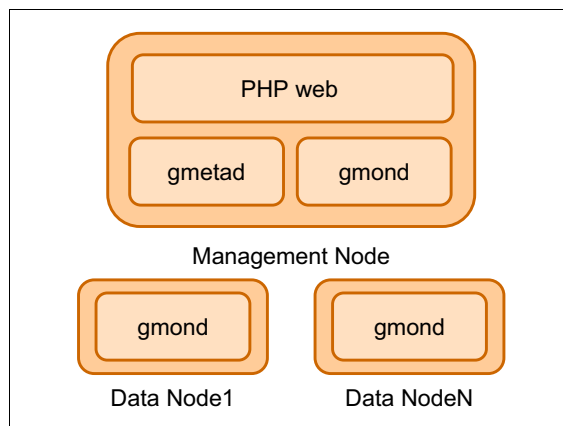 PHP web
gmetad gmond
Management Node
gmond gmond
Data Node1 Data NodeN